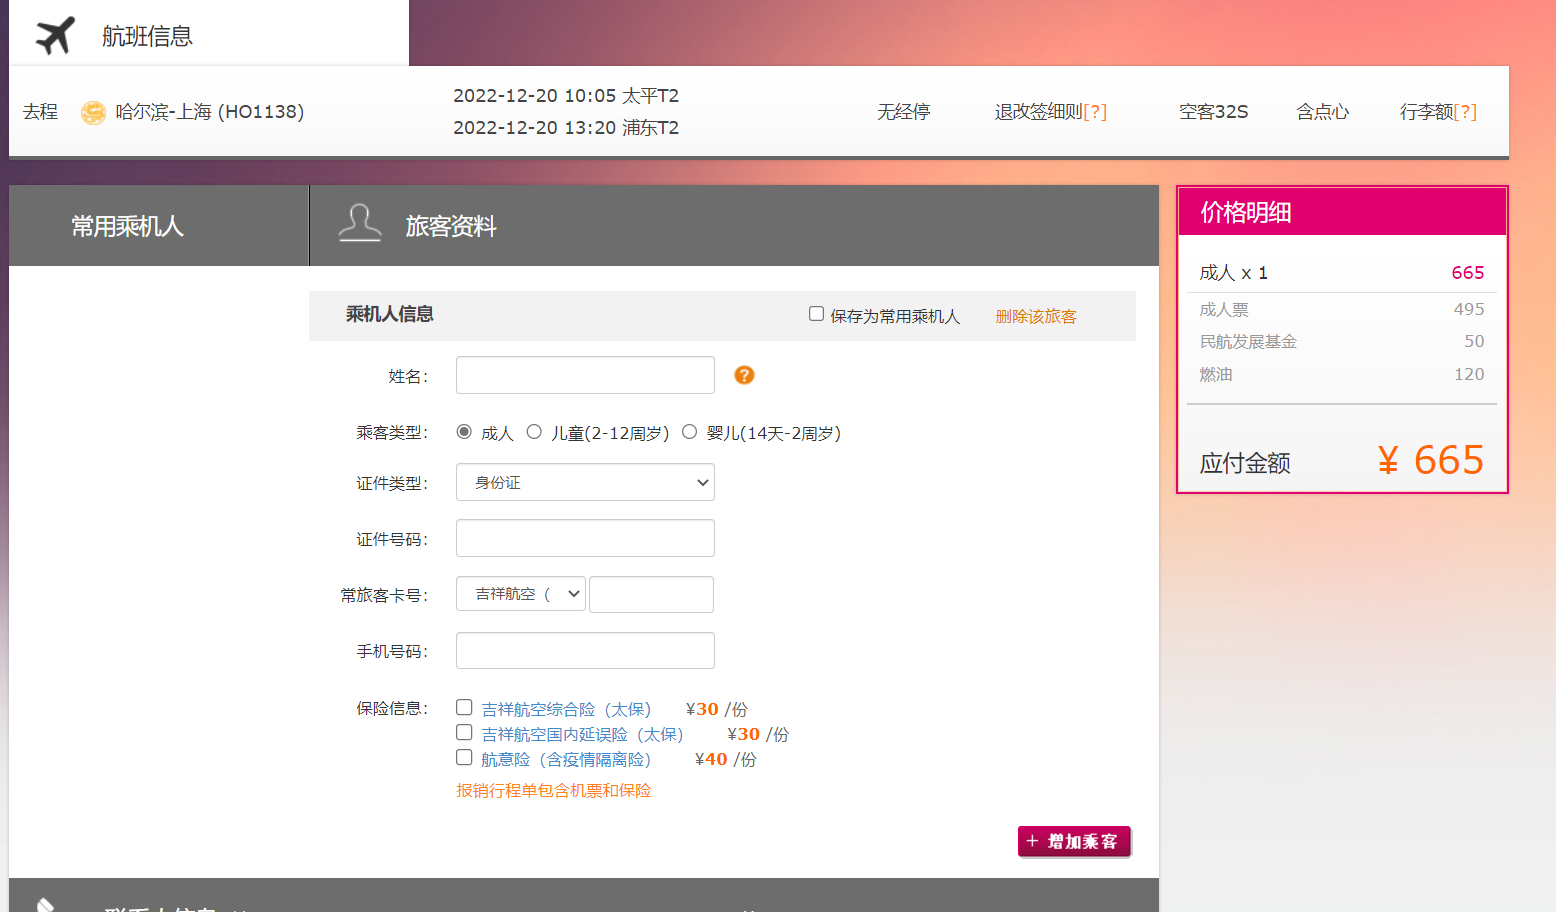 航班信息
去程 哈尔滨-上海 (HO1138) 2022-12-20 10:05 太平T2 无经停 退改签细则[?] 空客32S 含点心 行李额[?]
2022-12-20 13:20 浦东T2
常用乘机人 旅客资料
乘机人信息 保存为常用乘机人 删除该旅客
姓名: ?
乘客类型: 成人 儿童(2-12周岁) 婴儿(14天-2周岁)
证件类型: 身份证
证件号码:
常旅客卡号: 吉祥航空（
手机号码:
保险信息: 吉祥航空综合险（太保） ¥30 /份
吉祥航空国内延误险（太保） ¥30 /份
航意险（含疫情隔离险） ¥40 /份
报销行程单包含机票和保险
+ 增加乘客
价格明细
成人 x 1 665
成人票 495
民航发展基金 50
燃油 120
应付金额 ¥ 665